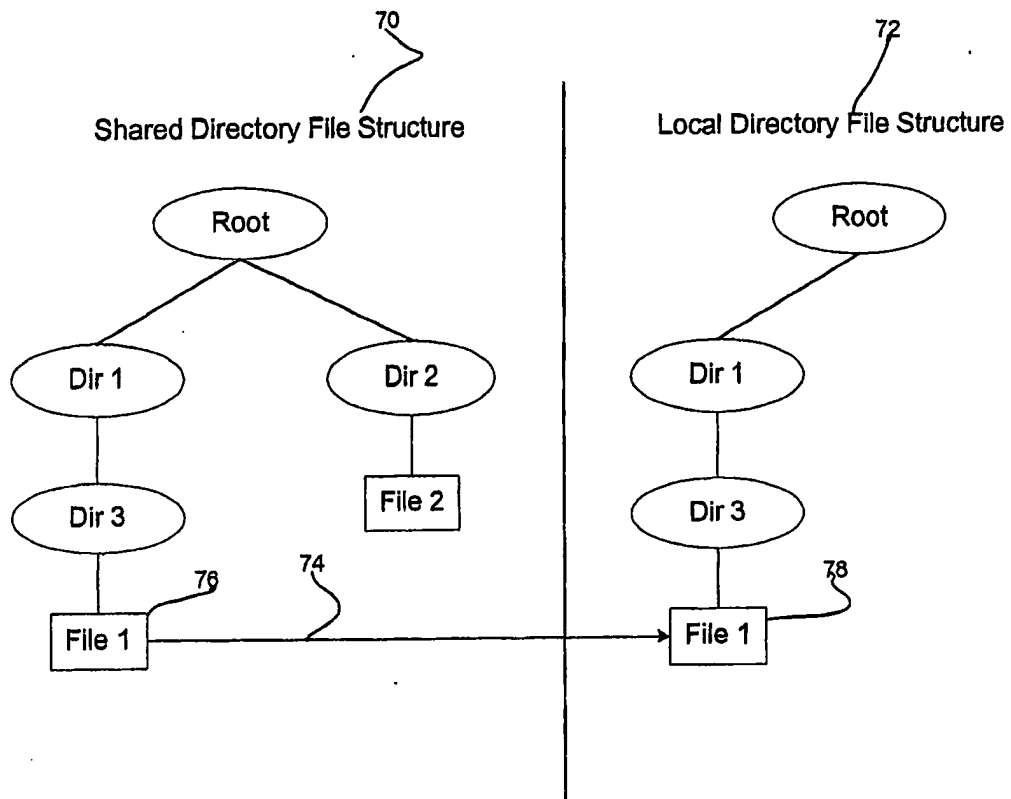 70
72
Shared Directory File Structure
Local Directory File Structure
Root
Root
Dir 1
Dir 2
Dir 1
File 2
Dir 3
Dir 3
76
74
78
File 1
File 1